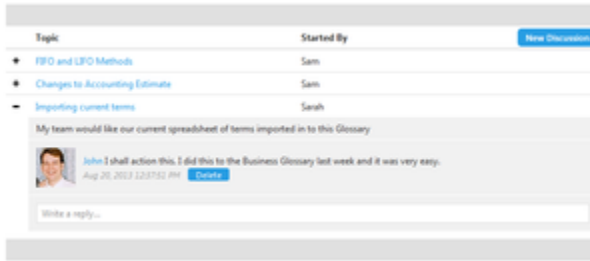 Topic Started By New Discussion
+ FIFO and LIFO Methods Sam
+ Changes to Accounting Estimate Sam
- Importing current terms Sarah
My team would like our current spreadsheet of terms imported in to this Glossary
John I shall action this. I did this to the Business Glossary last week and it was very easy.
Aug 20, 2013 12:57:51 PM Delete
Write a reply...